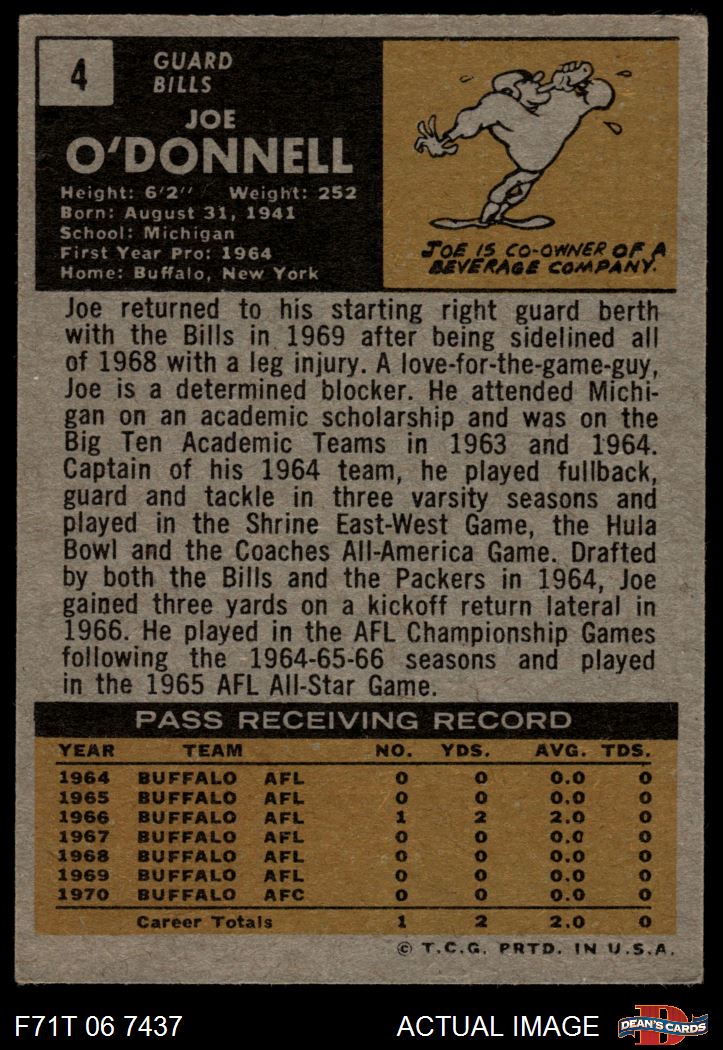 4
GUARD
BILLS
JOE
O'DONNELL
Height: 6'2" Weight: 252
Born: August 31, 1941
School: Michigan
First Year Pro: 1964
Home: Buffalo, New York
JOE IS CO-OWNER OF A
BEVERAGE COMPANY.
Joe returned to his starting right guard berth
with the Bills in 1969 after being sidelined all
of 1968 with a leg injury. A love-for-the-game-guy,
Joe is a determined blocker. He attended Michi-
gan on an academic scholarship and was on the
Big Ten Academic Teams in 1963 and 1964.
Captain of his 1964 team, he played fullback,
guard and tackle in three varsity seasons and
played in the Shrine East-West Game, the Hula
Bowl and the Coaches All-America Game. Drafted
by both the Bills and the Packers in 1964, Joe
gained three yards on a kickoff return lateral in
1966. He played in the AFL Championship Games
following the 1964-65-66 seasons and played
in the 1965 AFL All-Star Game.
PASS RECEIVING RECORD
YEAR TEAM NO. YDS. AVG. TDS.
1964 BUFFALO AFL 0 0 0.0 0
1965 BUFFALO AFL 0 0 0.0 0
1966 BUFFALO AFL 1 2 2.0 0
1967 BUFFALO AFL 0 0 0.0 0
1968 BUFFALO AFL 0 0 0.0 0
1969 BUFFALO AFL 0 0 0.0 0
1970 BUFFALO AFC 0 0 0.0 0
Career Totals 1 2 2.0 0
© T.C.G. PRTD. IN U.S.A.
F71T 06 7437 ACTUAL IMAGE
D
DEAN'S CARDS